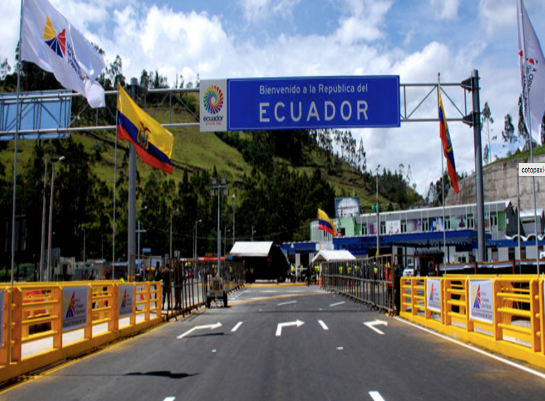 Bienvenido a la República del
ECUADOR
ecuador
cotopaxi